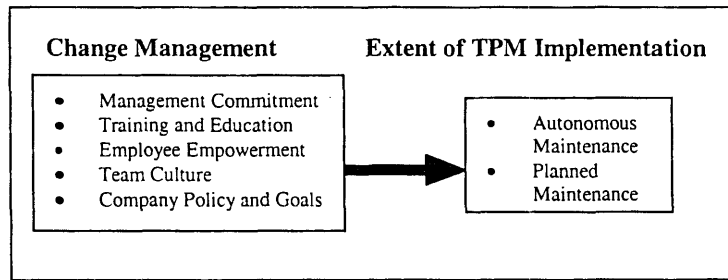 Change Management
• Management Commitment
• Training and Education
• Employee Empowerment
• Team Culture
• Company Policy and Goals
Extent of TPM Implementation
• Autonomous
Maintenance
• Planned
Maintenance